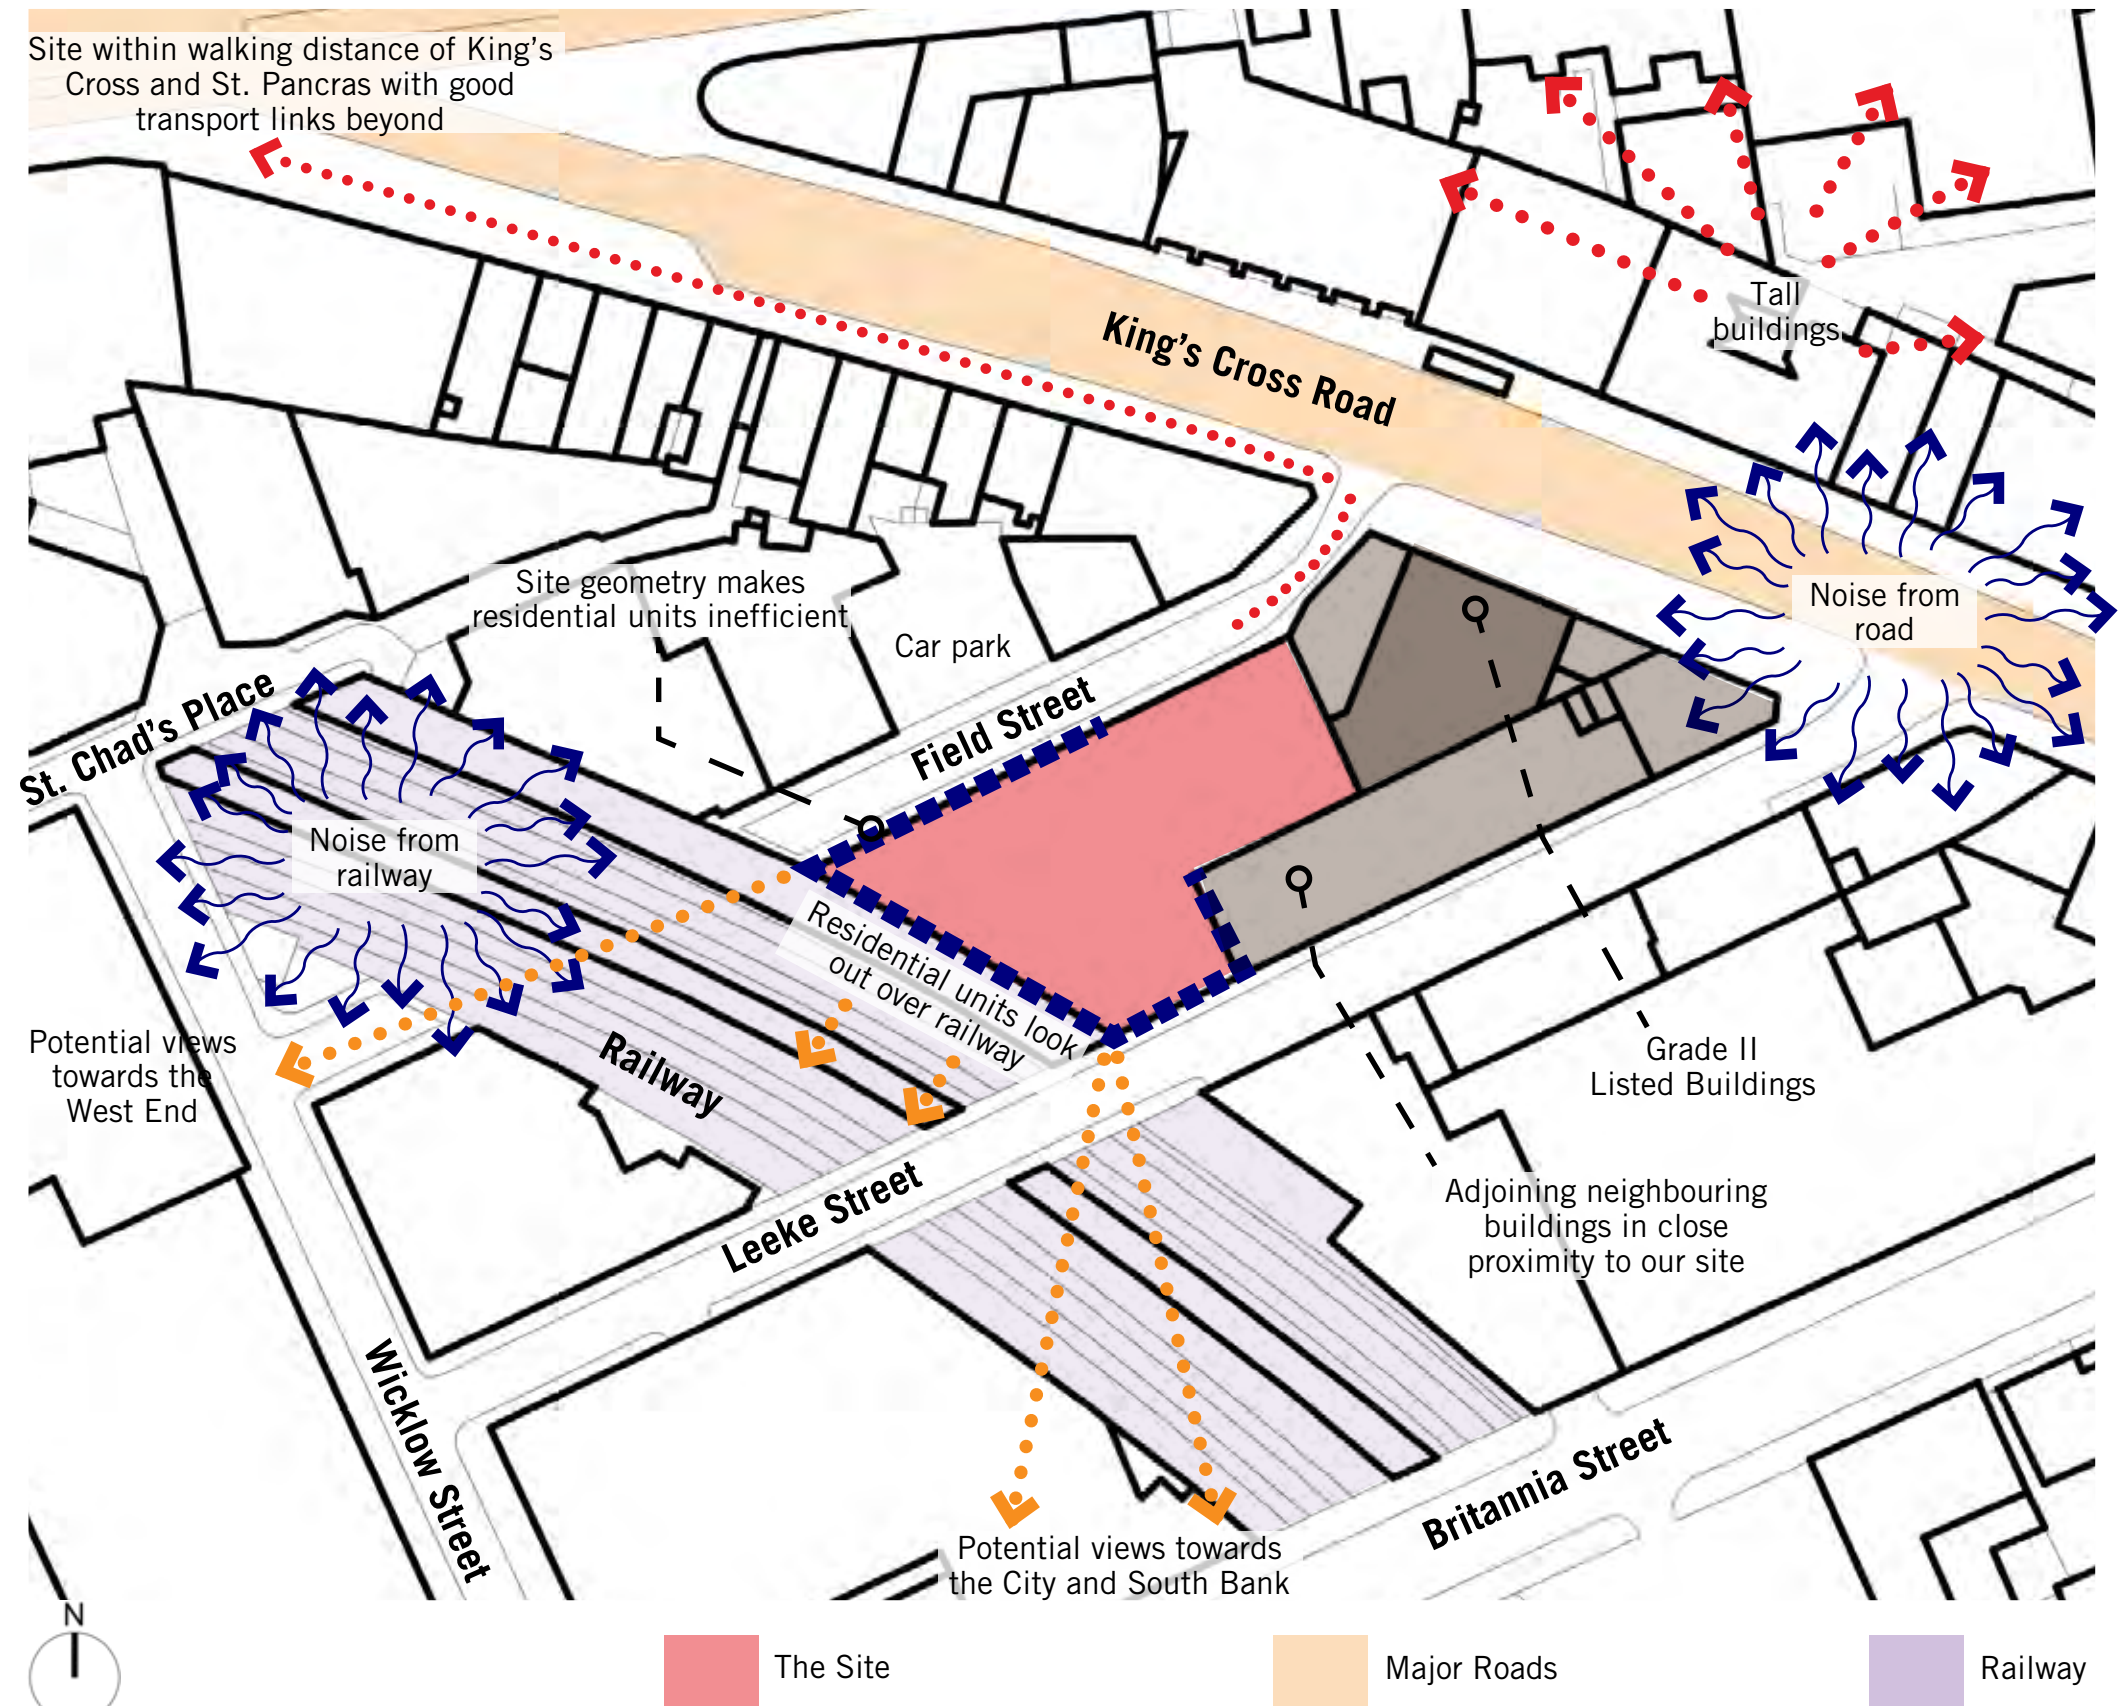 Site within walking distance of King's
Cross and St. Pancras with good
transport links beyond
Tall
buildings
King's Cross Road
Site geometry makes
residential units inefficient
Car park
Noise from
road
St. Chad's Place
Field Street
Noise from
railway
Residential units look
out over railway
Potential views
towards the
West End
Railway
Grade II
Listed Buildings
Leeke Street
Adjoining neighbouring
buildings in close
proximity to our site
Wicklow Street
Britannia Street
Potential views towards
the City and South Bank
N
The Site
Major Roads
Railway